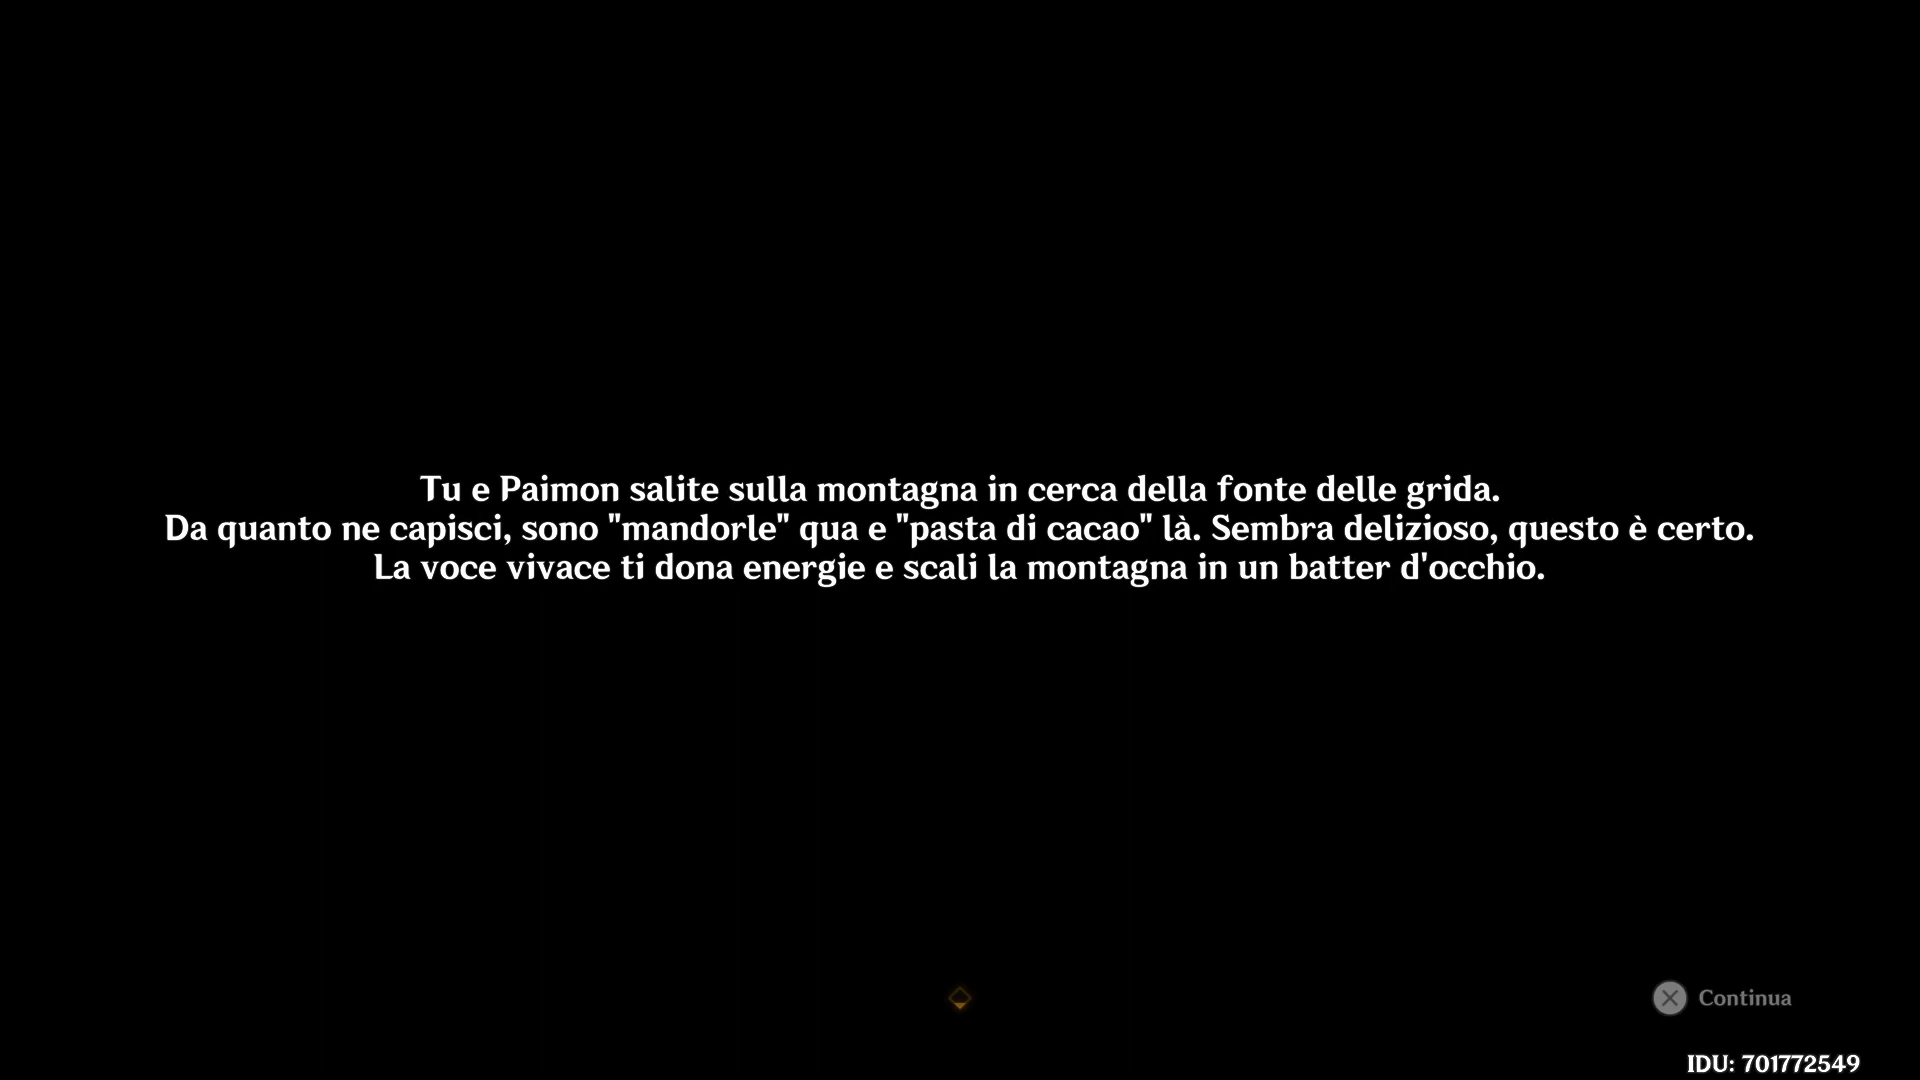 Tu e Paimon salite sulla montagna in cerca della fonte delle grida.
Da quanto ne capisci, sono "mandorle" qua e "pasta di cacao" là. Sembra delizioso, questo è certo.
La voce vivace ti dona energie e scali la montagna in un batter d'occhio.
Continua
IDU: 701772549